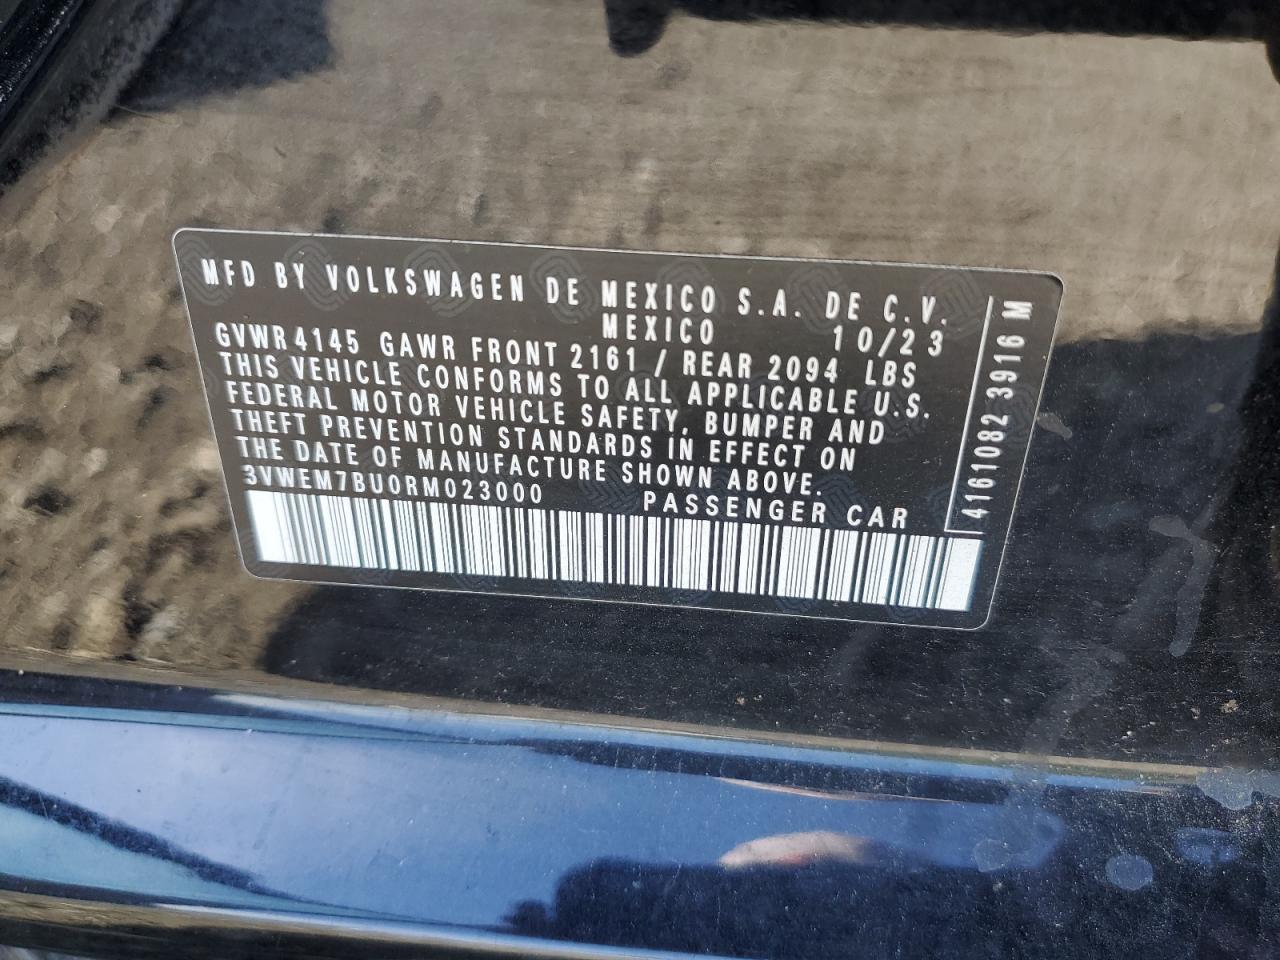 MFD BY VOLKSWAGEN DE MEXICO S.A. DE C.V.
MEXICO 10/23
GVWR 4145 GAWR FRONT 2161 / REAR 2094 LBS
THIS VEHICLE CONFORMS TO ALL APPLICABLE U.S.
FEDERAL MOTOR VEHICLE SAFETY, BUMPER AND
THEFT PREVENTION STANDARDS IN EFFECT ON
THE DATE OF MANUFACTURE SHOWN ABOVE.
3VWEM7BU0RM023000 PASSENGER CAR
4161082 3916 M